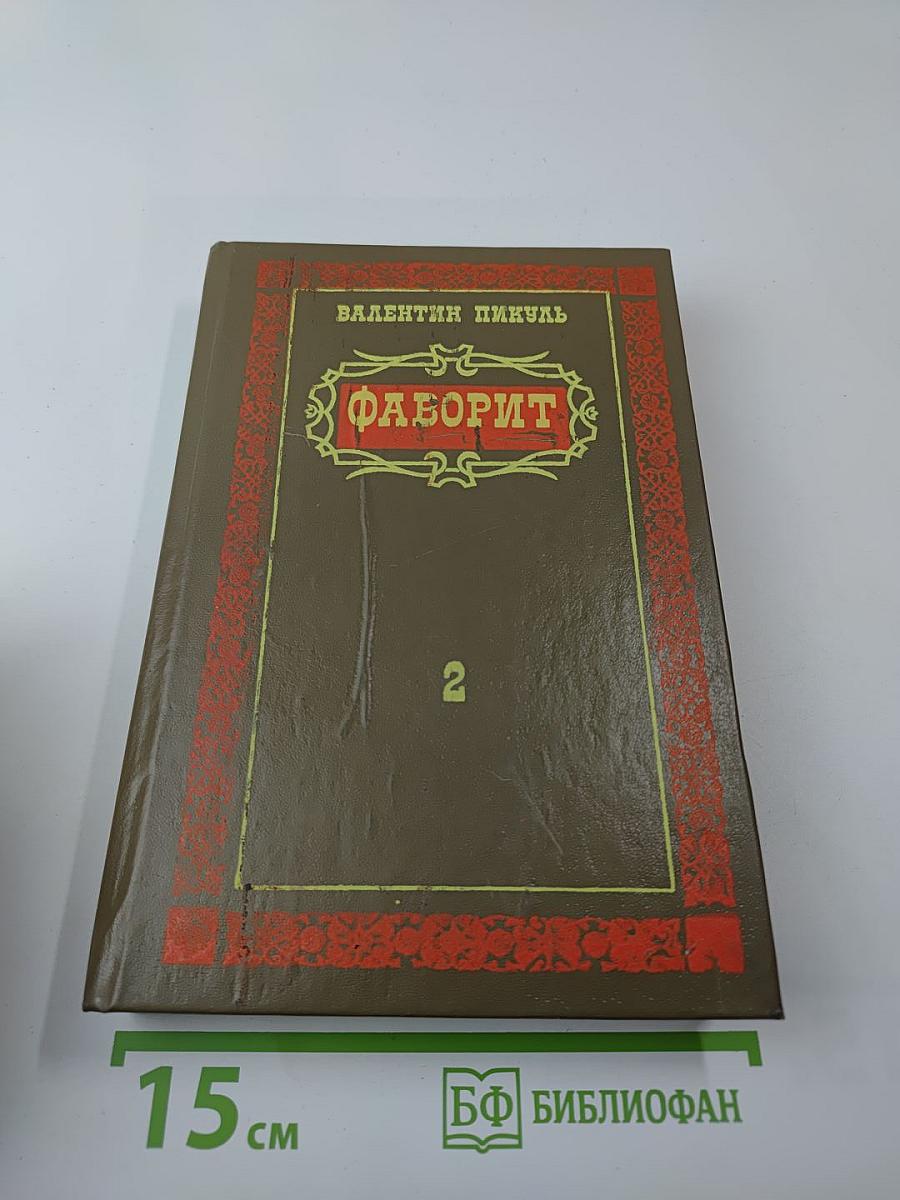 ВАЛЕНТИН ПИКУЛЬ
ФАВОРИТ
2
15 см
БФ БИБЛИОФАН